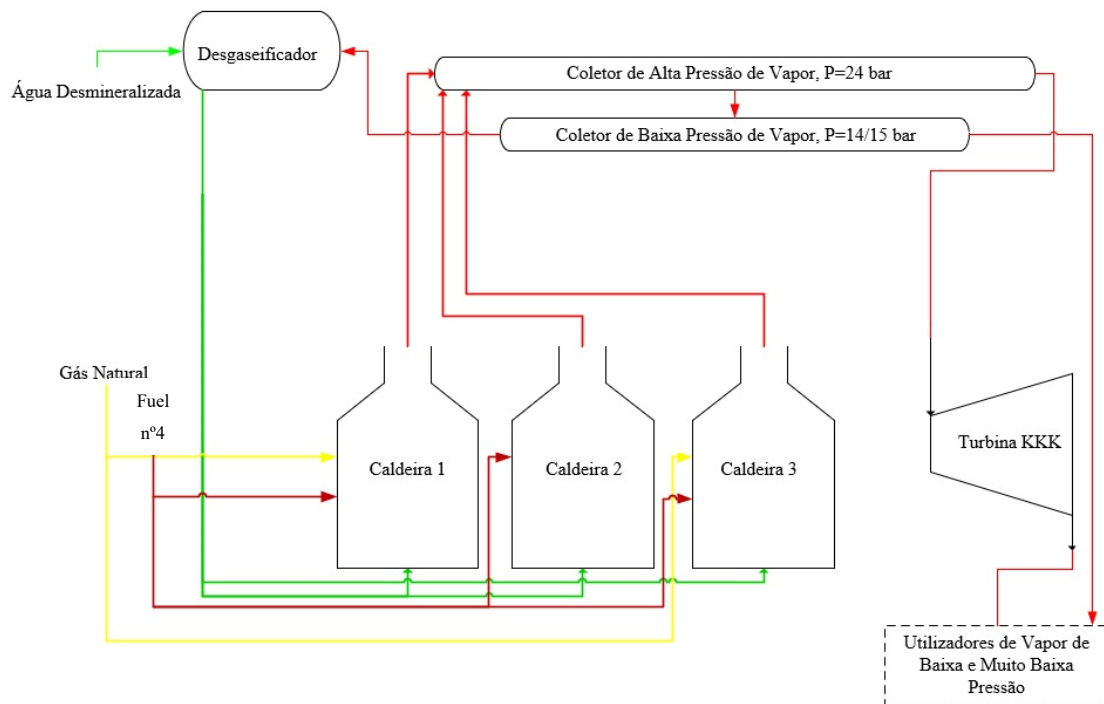 Desgaseificador
Água Desmineralizada
Coletor de Alta Pressão de Vapor, P=24 bar
Coletor de Baixa Pressão de Vapor, P=14/15 bar
Gás Natural
Fuel
nº4
Caldeira 1
Caldeira 2
Caldeira 3
Turbina KKK
Utilizadores de Vapor de
Baixa e Muito Baixa
Pressão